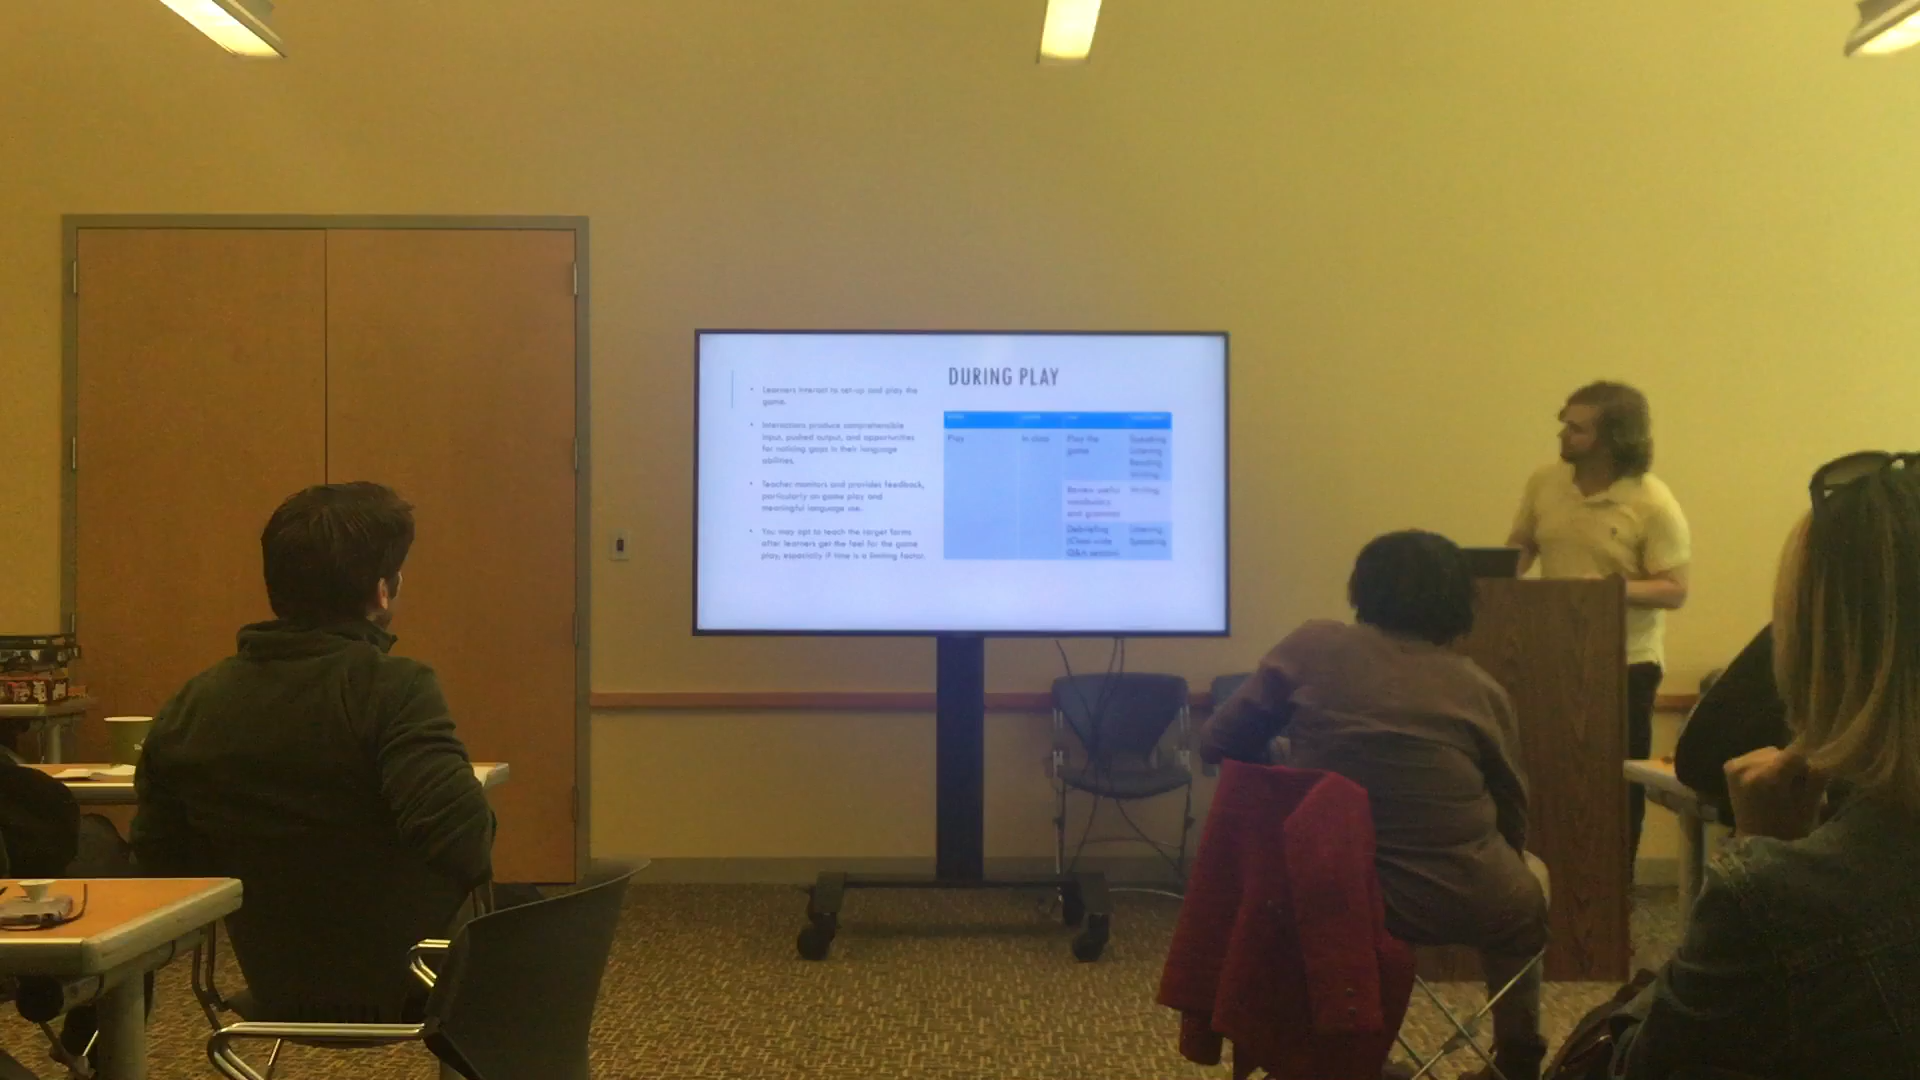 DURING PLAY
• Learners interact to set-up and play the
game.
• Interactions produce comprehensible
input, pushed output, and opportunities
for noticing gaps in their language
abilities.
• Teacher monitors and provides feedback,
particularly on game play and
meaningful language use.
• You may opt to teach the target forms
after learners get the feel for the game
play, especially if time is a limiting factor.
Play
In class
Play the
game
Speaking
Listening
Reading
Writing
Review useful
vocabulary
and grammar
Writing
Debriefing
(Class-wide
Q&A session)
Listening
Speaking